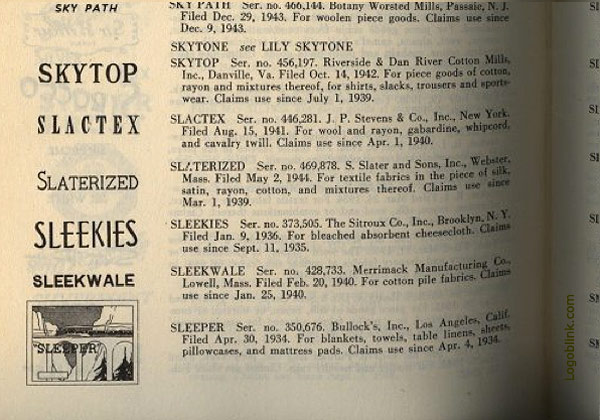 SKY PATH
SKY PATH Ser. no. 466,144. Botany Worsted Mills, Passaic, N. J.
Filed Dec. 29, 1943. For woolen piece goods. Claims use since
Dec. 9, 1943.
SKYTONE see LILY SKYTONE
SKYTOP
SKYTOP Ser. no. 456,197. Riverside & Dan River Cotton Mills,
Inc., Danville, Va. Filed Oct. 14, 1942. For piece goods of cotton,
rayon and mixtures thereof, for shirts, slacks, trousers and sports-
wear. Claims use since July 1, 1939.
SLACTEX
SLACTEX Ser. no. 446,281. J. P. Stevens & Co., Inc., New York.
Filed Aug. 15, 1941. For wool and rayon, gabardine, whipcord,
and cavalry twill. Claims use since Apr. 1, 1940.
SLATERIZED
SLATERIZED Ser. no. 469,878. S. Slater and Sons, Inc., Webster,
Mass. Filed May 2, 1944. For textile fabrics in the piece of silk,
satin, rayon, cotton, and mixtures thereof. Claims use since
Mar. 1, 1939.
SLEEKIES
SLEEKIES Ser. no. 373,505. The Sitroux Co., Inc., Brooklyn, N. Y.
Filed Jan. 9, 1936. For bleached absorbent cheesecloth. Claims
use since Sept. 11, 1935.
SLEEKWALE
SLEEKWALE Ser. no. 428,733. Merrimack Manufacturing Co.,
Lowell, Mass. Filed Feb. 20, 1940. For cotton pile fabrics. Claims
use since Jan. 25, 1940.
"SLEEPER"
SLEEPER Ser. no. 350,676. Bullock's, Inc., Los Angeles, Calif.
Filed Apr. 30, 1934. For blankets, towels, table linens, sheets,
pillowcases, and mattress pads. Claims use since Apr. 4, 1934.
Logoblink.com